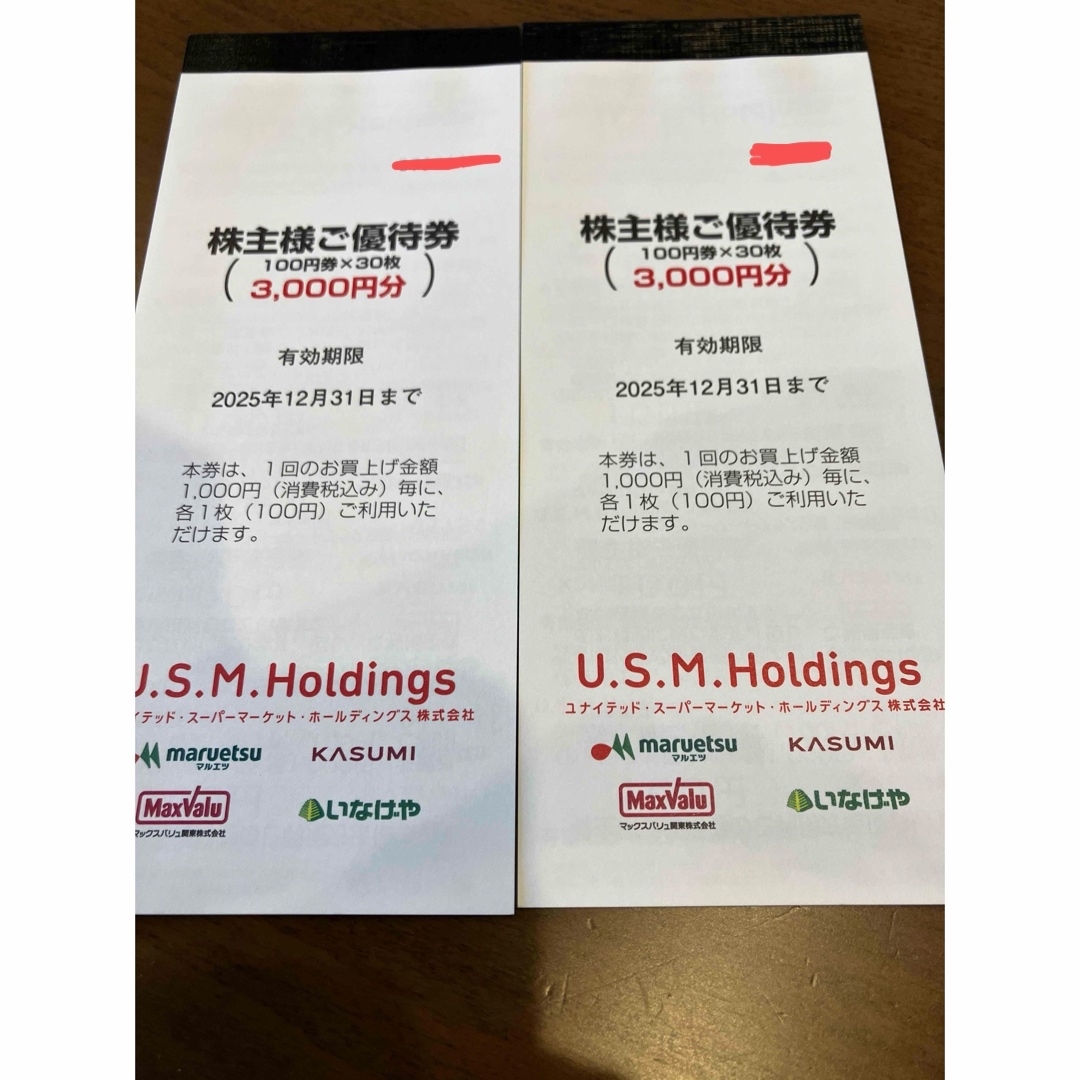 株主様ご優待券
100円券×30枚
(3,000円分)
有効期限
2025年12月31日まで
本券は、1回のお買上げ金額
1,000円（消費税込み）毎に、
各1枚（100円）ご利用いた
だけます。
U.S.M.Holdings
イテッド・スーパーマーケット・ホールディングス 株式会社
maruetsu
マルエツ
KASUMI
MaxValu
マックスバリュ関東株式会社
いなげや
株主様ご優待券
100円券×30枚
(3,000円分)
有効期限
2025年12月31日まで
本券は、1回のお買上げ金額
1,000円（消費税込み）毎に、
各1枚（100円）ご利用いた
だけます。
U.S.M.Holdings
ユナイテッド・スーパーマーケット・ホールディングス 株式会社
maruetsu
マルエツ
KASUMI
MaxValu
マックスバリュ関東株式会社
いなげや